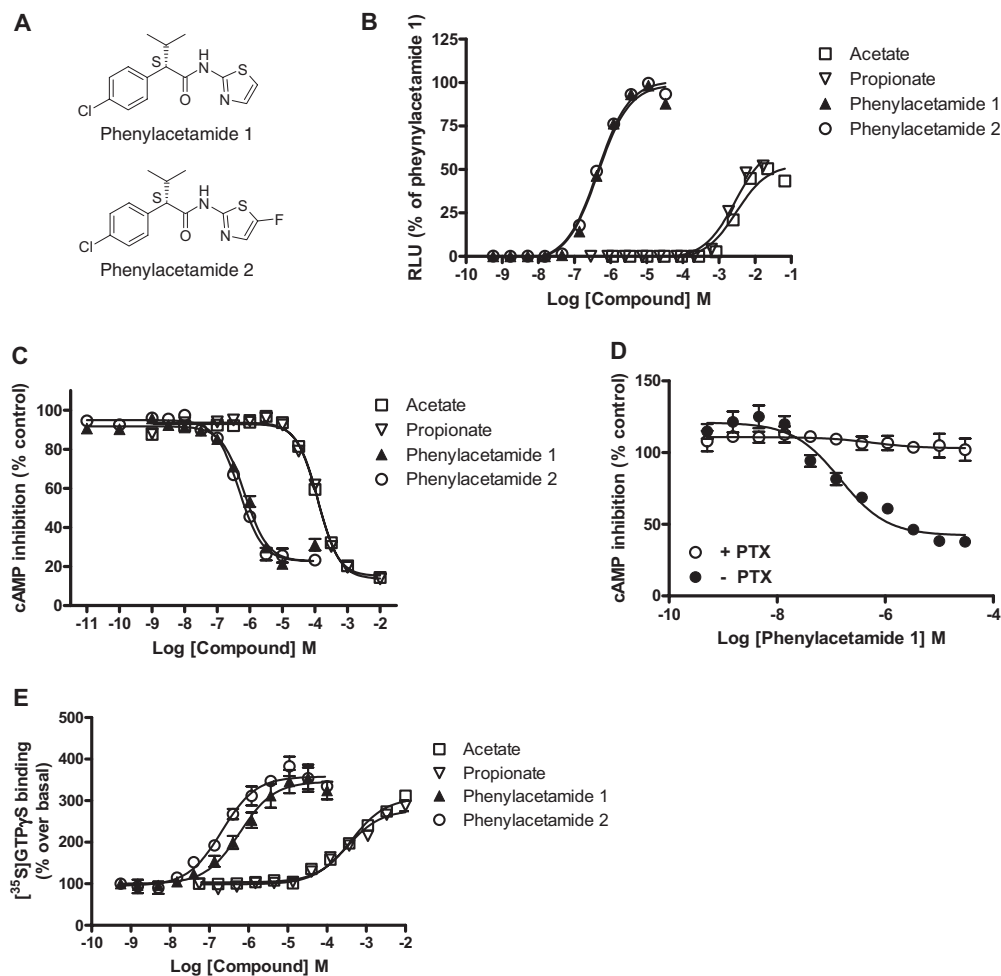 A
S
H
N
S
O
N
Cl
Phenylacetamide 1
S
H
N
S
F
O
N
Cl
Phenylacetamide 2
B
RLU (% of pheynylacetamide 1)
125
100
75
50
25
0
-10 -9 -8 -7 -6 -5 -4 -3 -2 -1
Log [Compound] M
Acetate
Propionate
Phenylacetamide 1
Phenylacetamide 2
C
cAMP inhibition (% control)
100
80
60
40
20
0
-11 -10 -9 -8 -7 -6 -5 -4 -3 -2
Log [Compound] M
Acetate
Propionate
Phenylacetamide 1
Phenylacetamide 2
D
cAMP inhibition (% control)
150
100
50
0
+ PTX
- PTX
-10 -8 -6 -4
Log [Phenylacetamide 1] M
E
[³⁵S]GTPγS binding
(% over basal)
500
400
300
200
100
0
-10 -9 -8 -7 -6 -5 -4 -3 -2
Log [Compound] M
Acetate
Propionate
Phenylacetamide 1
Phenylacetamide 2